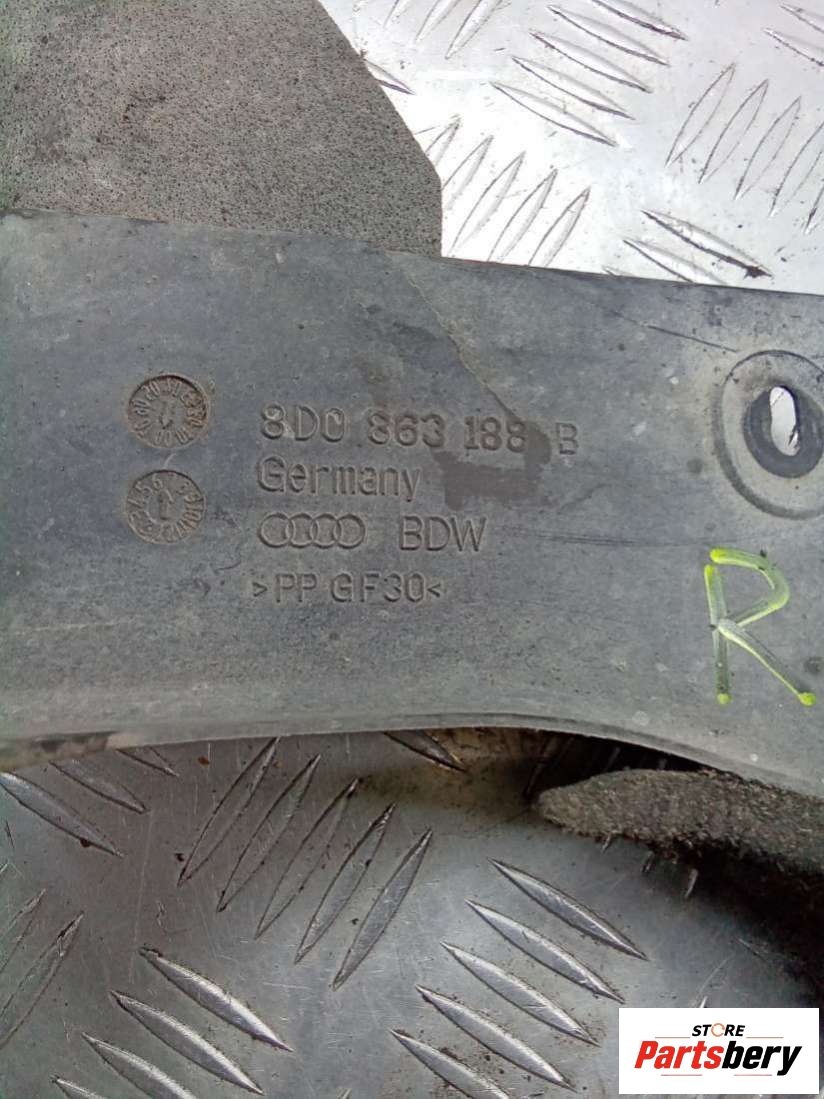 8D0 863 188 B
Germany
BDW
>PP GF30<
R
STORE
Partsbery